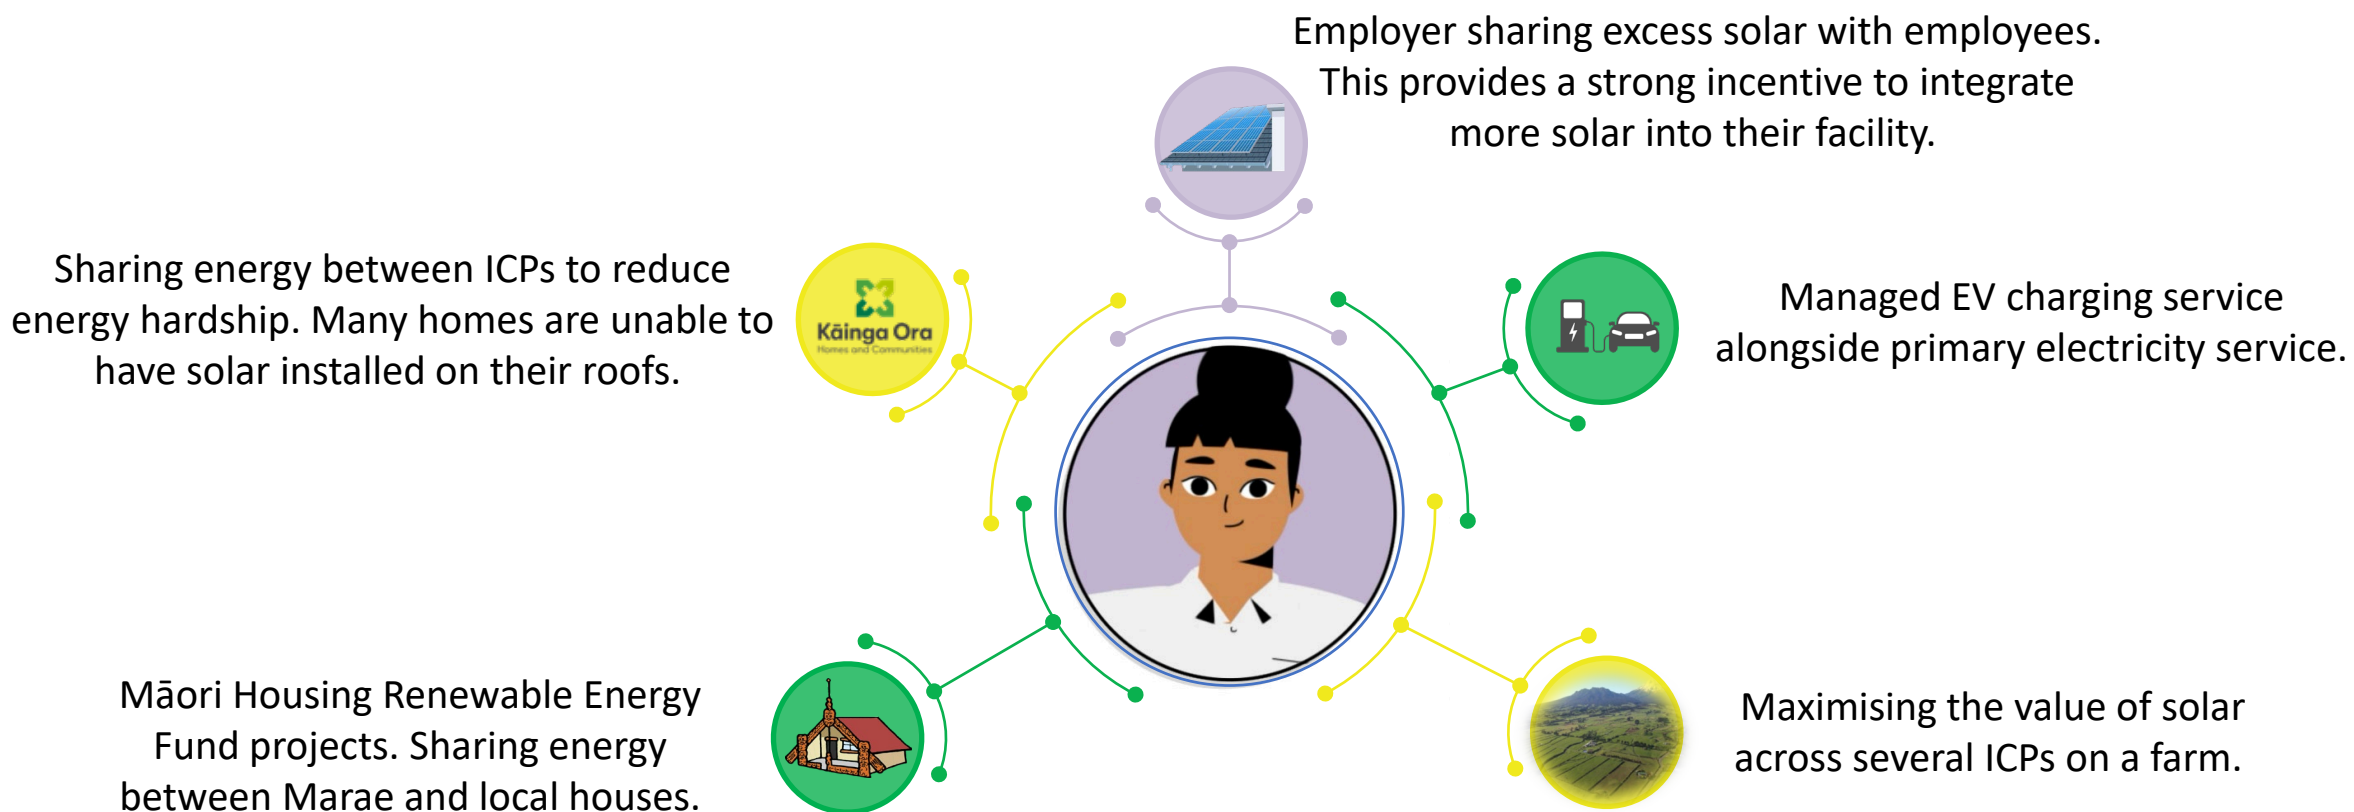 Employer sharing excess solar with employees.
This provides a strong incentive to integrate
more solar into their facility.
Sharing energy between ICPs to reduce
energy hardship. Many homes are unable to
have solar installed on their roofs.
Kāinga Ora
Homes and Communities
Managed EV charging service
alongside primary electricity service.
Māori Housing Renewable Energy
Fund projects. Sharing energy
between Marae and local houses.
Maximising the value of solar
across several ICPs on a farm.